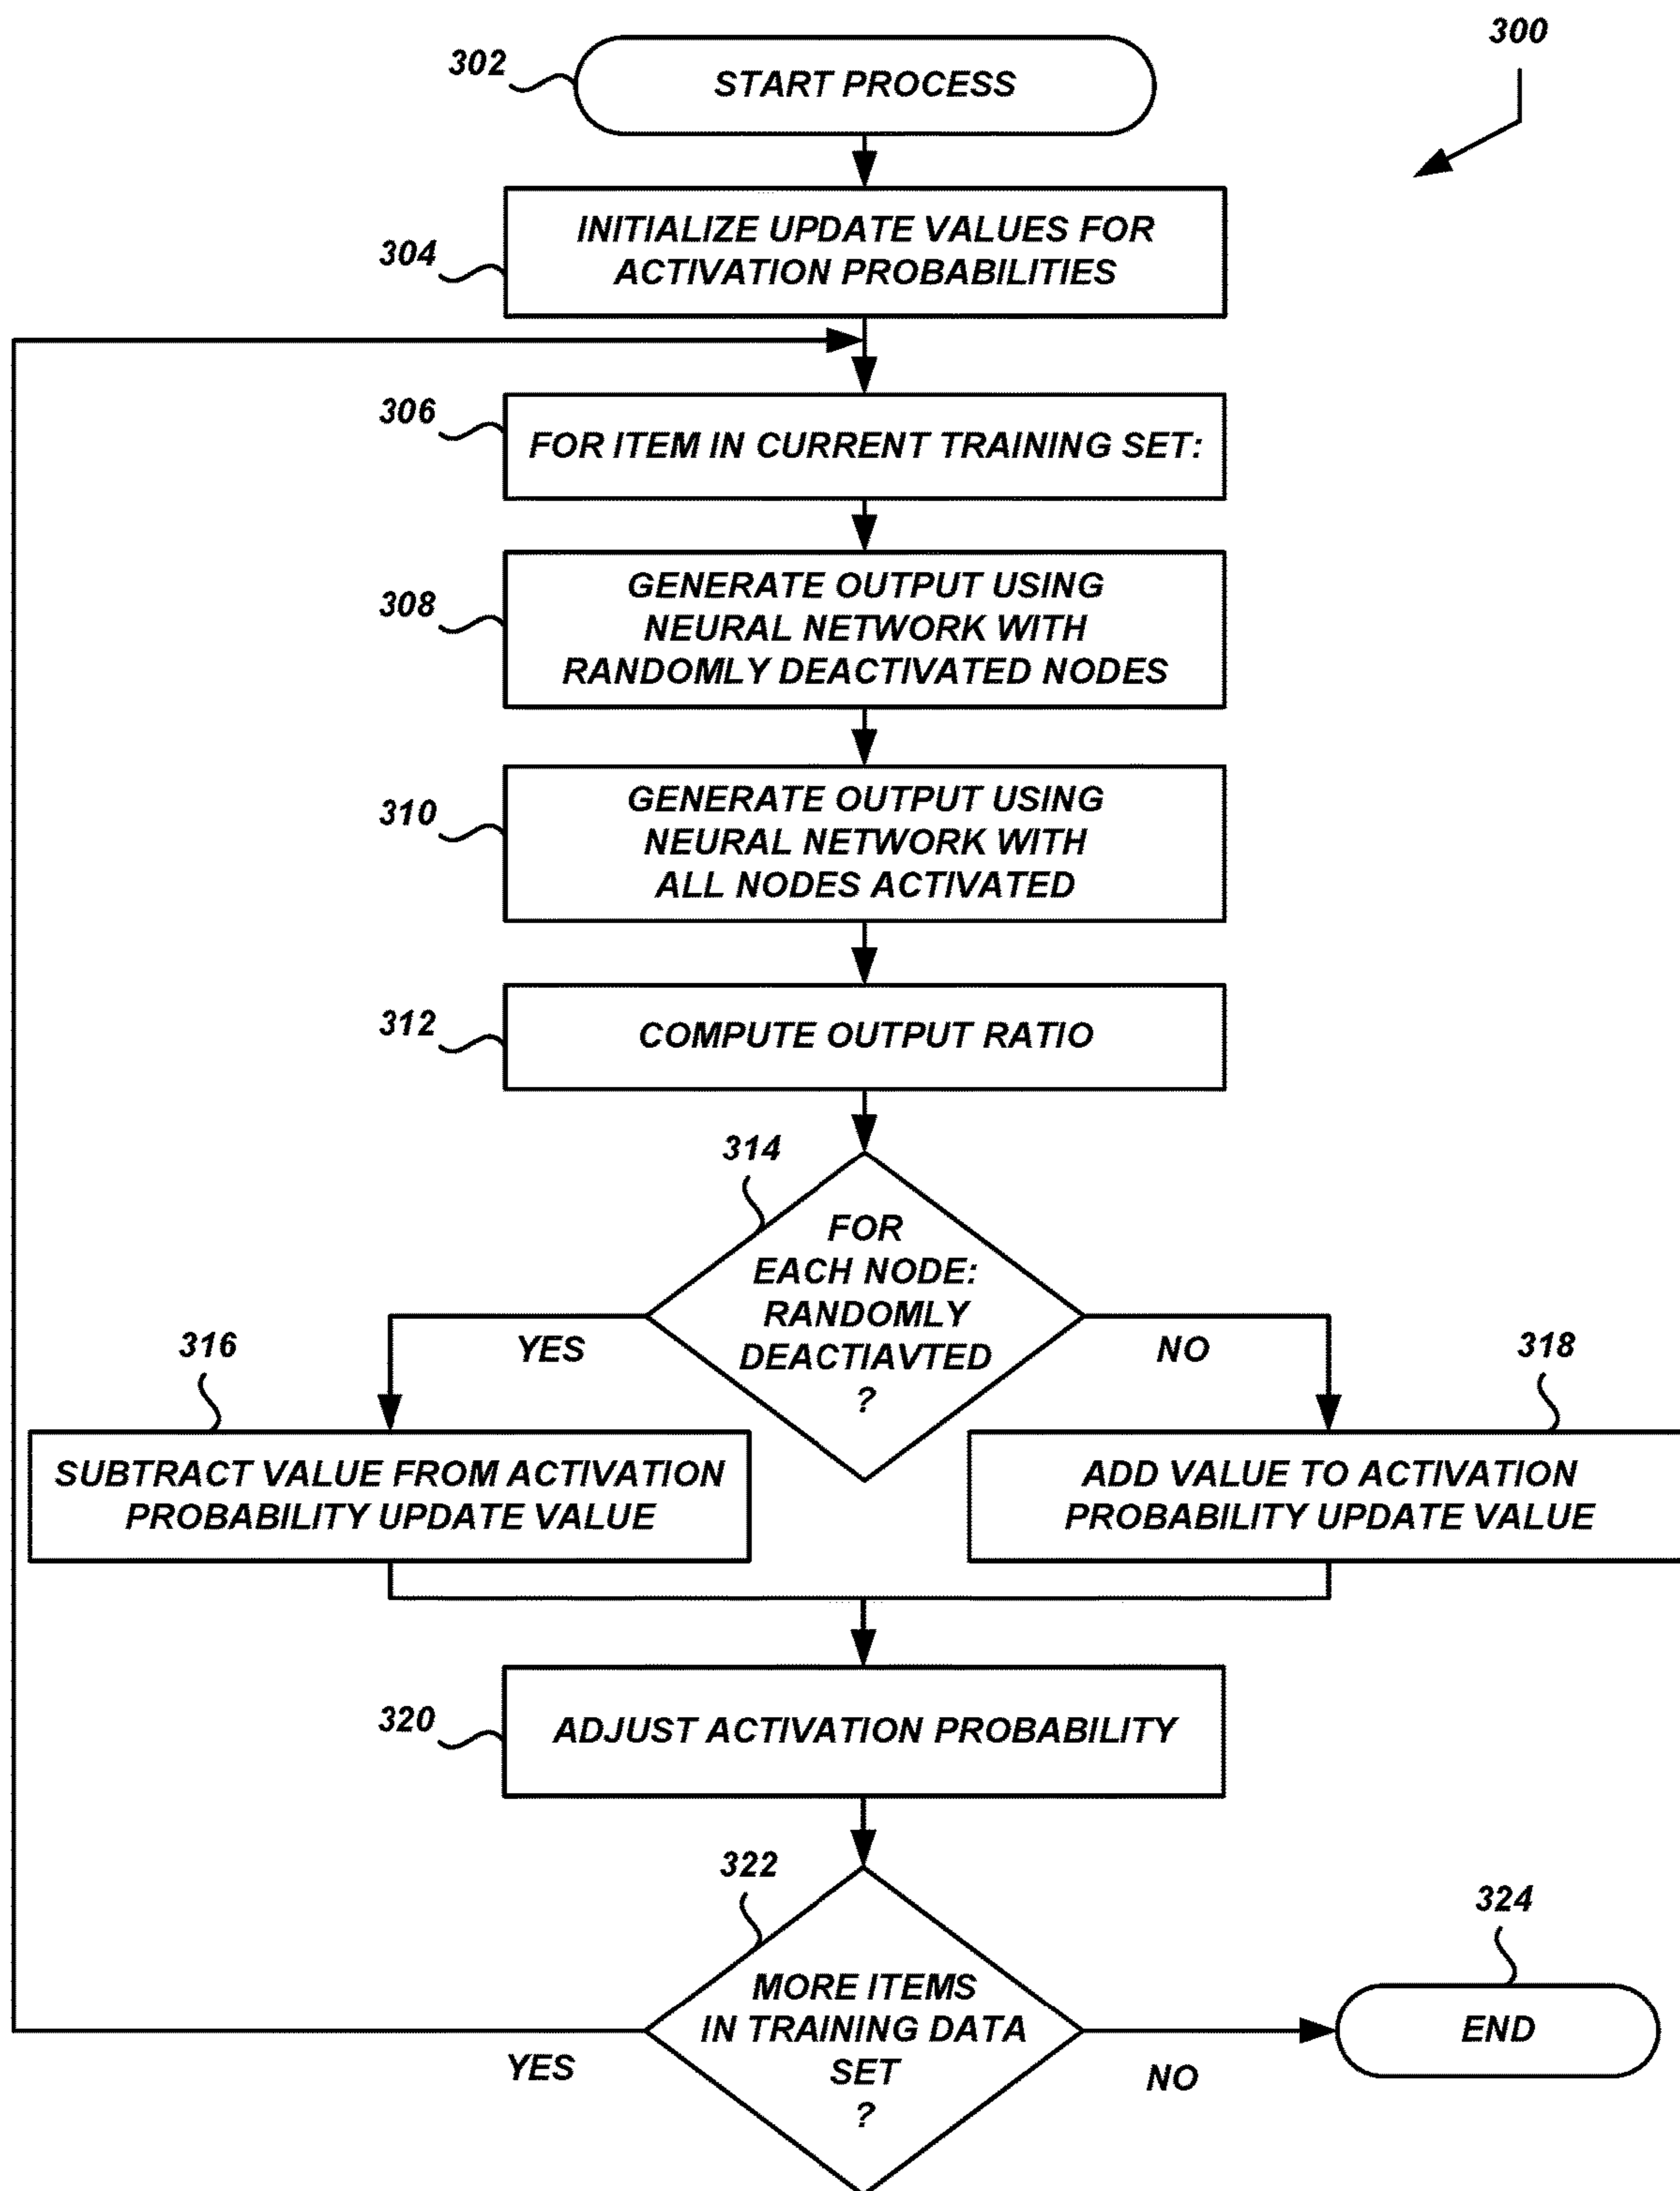 300
302
START PROCESS
304
INITIALIZE UPDATE VALUES FOR
ACTIVATION PROBABILITIES
306
FOR ITEM IN CURRENT TRAINING SET:
308
GENERATE OUTPUT USING
NEURAL NETWORK WITH
RANDOMLY DEACTIVATED NODES
310
GENERATE OUTPUT USING
NEURAL NETWORK WITH
ALL NODES ACTIVATED
312
COMPUTE OUTPUT RATIO
314
FOR
EACH NODE:
RANDOMLY
DEACTIAVTED
?
YES
NO
316
SUBTRACT VALUE FROM ACTIVATION
PROBABILITY UPDATE VALUE
318
ADD VALUE TO ACTIVATION
PROBABILITY UPDATE VALUE
320
ADJUST ACTIVATION PROBABILITY
322
MORE ITEMS
IN TRAINING DATA
SET
?
YES
NO
324
END